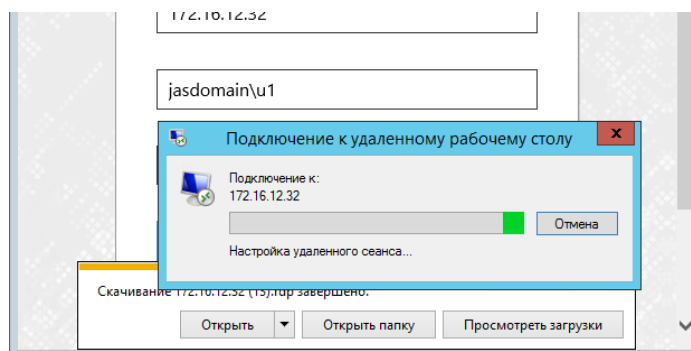 172.16.12.32
jasdomain\u1
Подключение к удаленному рабочему столу
x
Подключение к:
172.16.12.32
Отмена
Настройка удаленного сеанса...
Скачивание 172.16.12.32 (13).rdp завершено.
Открыть
Открыть папку
Просмотреть загрузки